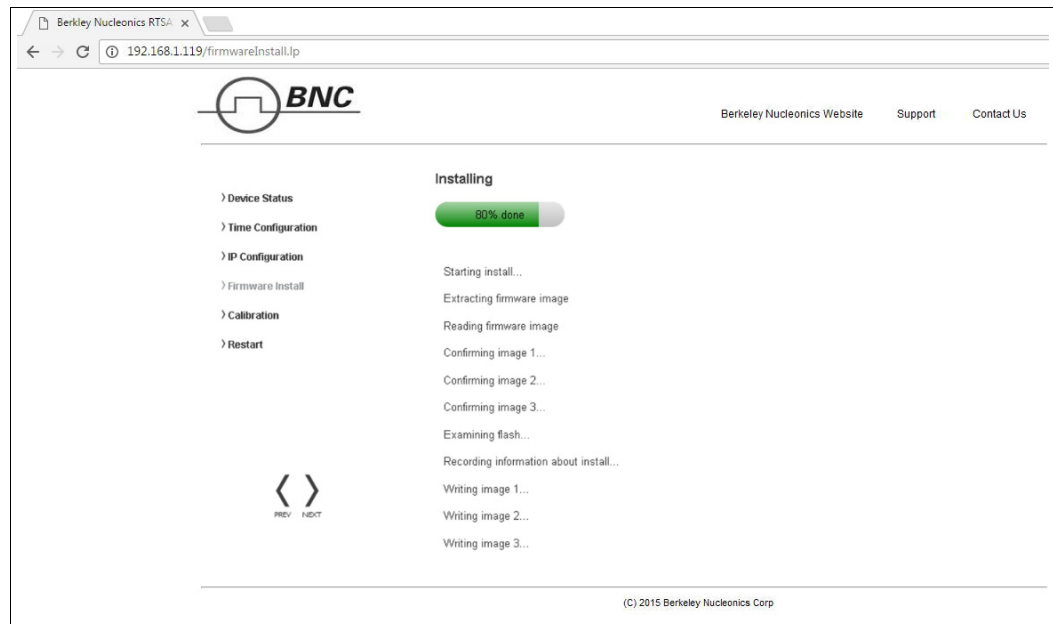 Berkley Nucleonics RTSA
192.168.1.119/firmwareInstall.lp
BNC
Berkeley Nucleonics Website Support Contact Us
Installing
80% done
〉Device Status
〉Time Configuration
〉IP Configuration
〉Firmware Install
〉Calibration
〉Restart
Starting install...
Extracting firmware image
Reading firmware image
Confirming image 1...
Confirming image 2...
Confirming image 3...
Examining flash...
Recording information about install...
Writing image 1...
Writing image 2...
Writing image 3...
PREV NEXT
(C) 2015 Berkeley Nucleonics Corp